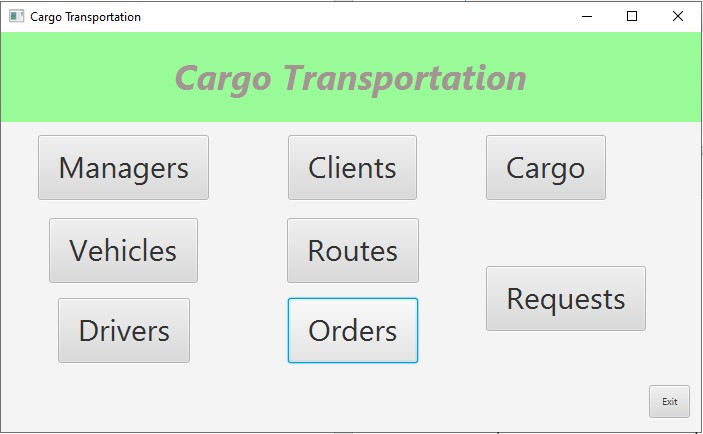 Cargo Transportation
Cargo Transportation
Managers
Clients
Cargo
Vehicles
Routes
Requests
Drivers
Orders
Exit